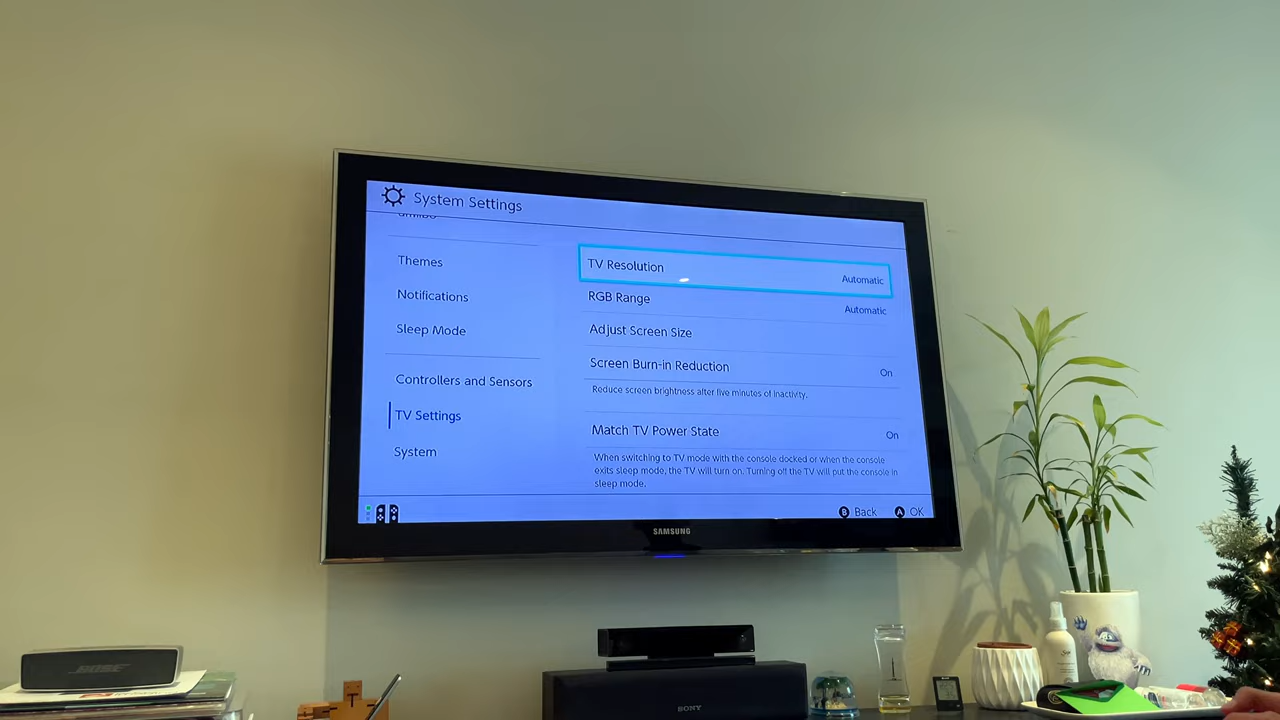 System Settings
amiibo
Themes
Notifications
Sleep Mode
Controllers and Sensors
TV Settings
System
TV Resolution
Automatic
RGB Range
Automatic
Adjust Screen Size
Screen Burn-in Reduction
On
Reduce screen brightness after five minutes of inactivity.
Match TV Power State
On
When switching to TV mode with the console docked or when the console
exits sleep mode, the TV will turn on. Turning off the TV will put the console in
sleep mode.
B Back
A OK
SAMSUNG
BOSE
SONY